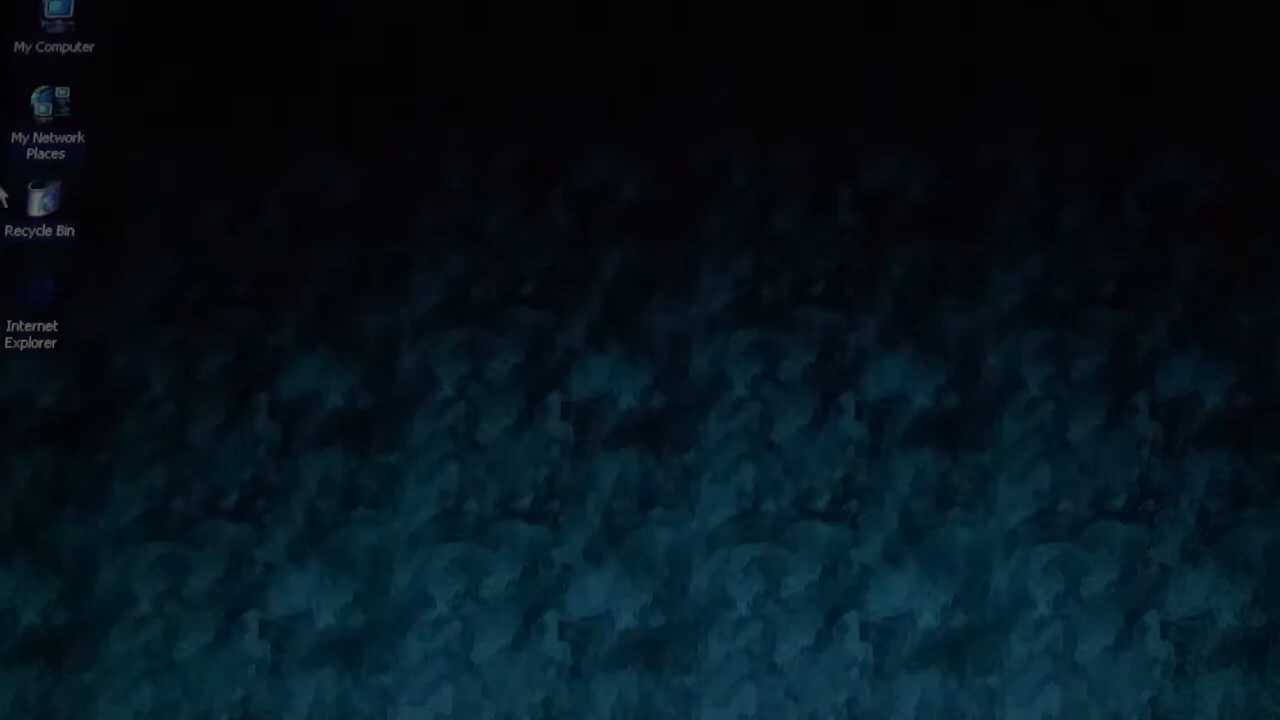 My Computer
My Network
Places
Recycle Bin
Internet
Explorer